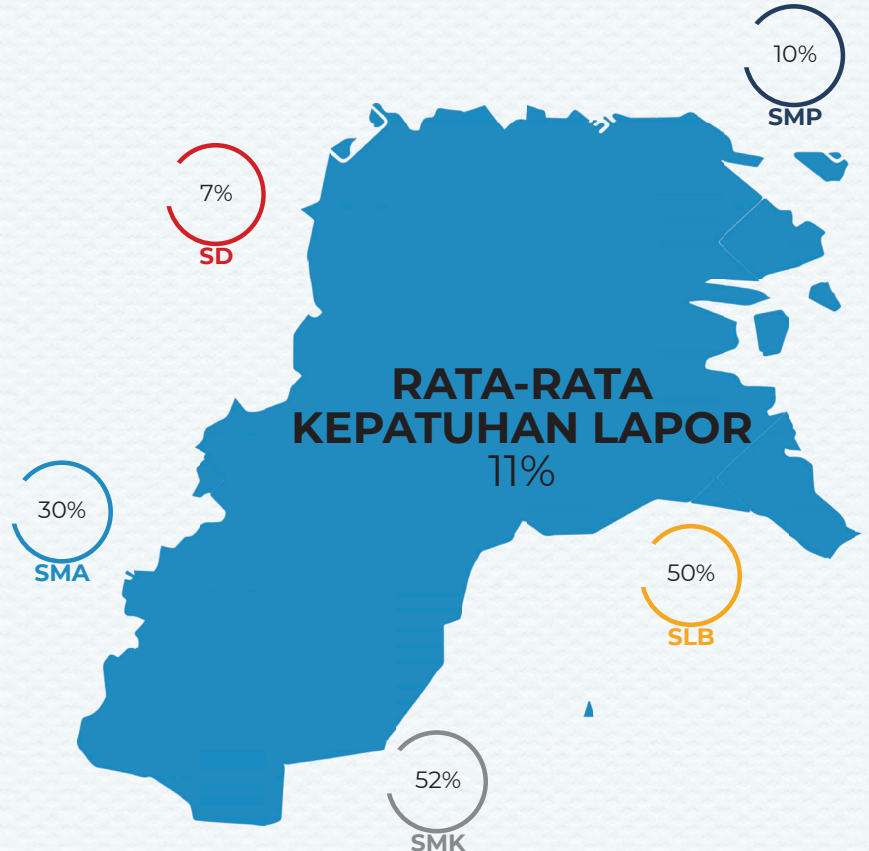 10%
SMP
7%
SD
RATA-RATA
KEPATUHAN LAPOR
11%
30%
SMA
50%
SLB
52%
SMK